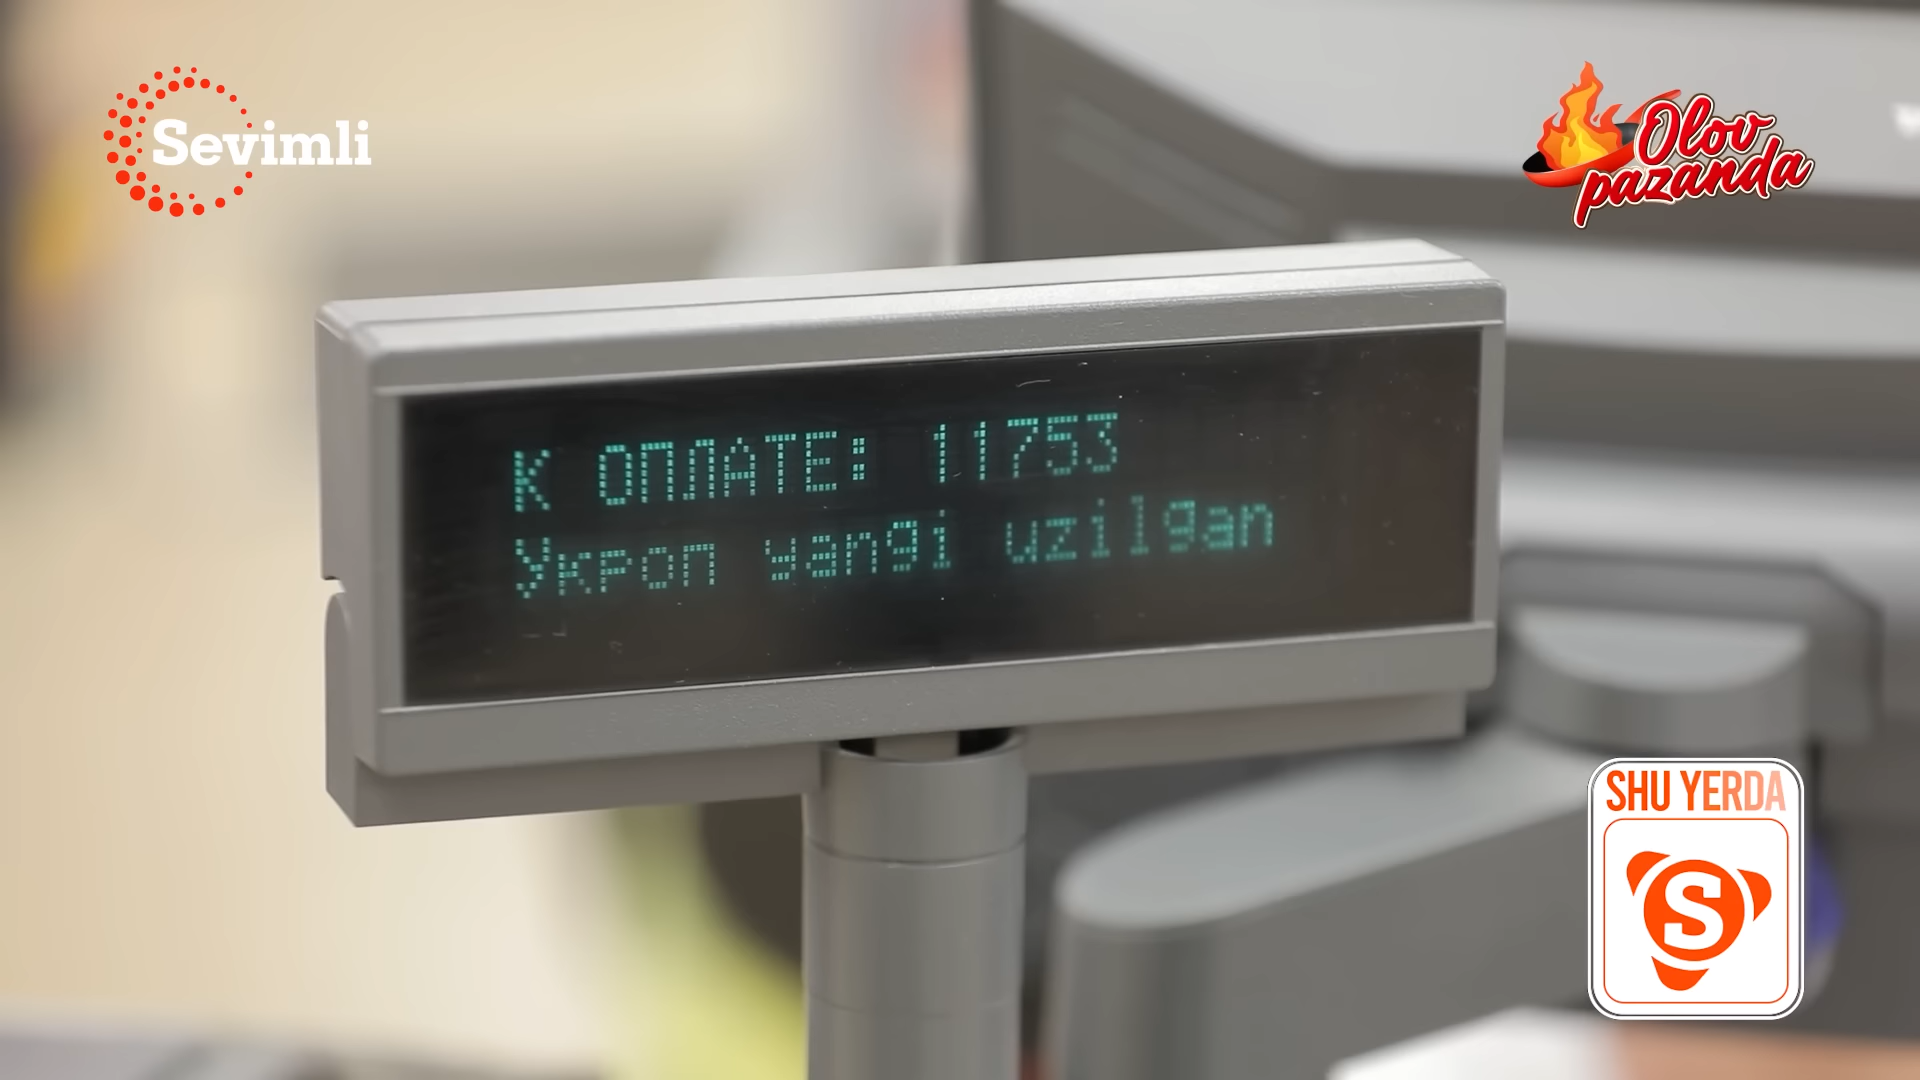 Sevimli
Olov
pazanda
К ОПЛАТЕ: 11753
Укроп yangi uzilgan
SHU YERDA
S